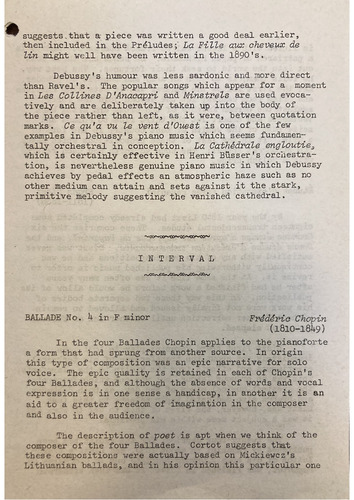 suggests that a piece was written a good deal earlier,
then included in the Préludes; La Fille aux cheveux de
lin might well have been written in the 1890's.
Debussy's humour was less sardonic and more direct
than Ravel's. The popular songs which appear for a moment
in Les Collines D'Anacapri and Minstrels are used evoca-
tively and are deliberately taken up into the body of
the piece rather than left, as it were, between quotation
marks. Ce qu'a vu le vent d'Ouest is one of the few
examples in Debussy's piano music which seems fundamen-
tally orchestral in conception. La Cathédrale engloutie,
which is certainly effective in Henri Büsser's orchestra-
tion, is nevertheless genuine piano music in which Debussy
achieves by pedal effects an atmospheric haze such as no
other medium can attain and sets against it the stark,
primitive melody suggesting the vanished cathedral.
INTERVAL
BALLADE No. 4 in F minor Frédéric Chopin
(1810-1849)
In the four Ballades Chopin applies to the pianoforte
a form that had sprung from another source. In origin
this type of composition was an epic narrative for solo
voice. The epic quality is retained in each of Chopin's
four Ballades, and although the absence of words and vocal
expression is in one sense a handicap, in another it is an
aid to a greater freedom of imagination in the composer
and also in the audience.
The description of poet is apt when we think of the
composer of the four Ballades. Cortot suggests that
these compositions were actually based on Mickiewcz's
Lithuanian ballads, and in his opinion this particular one